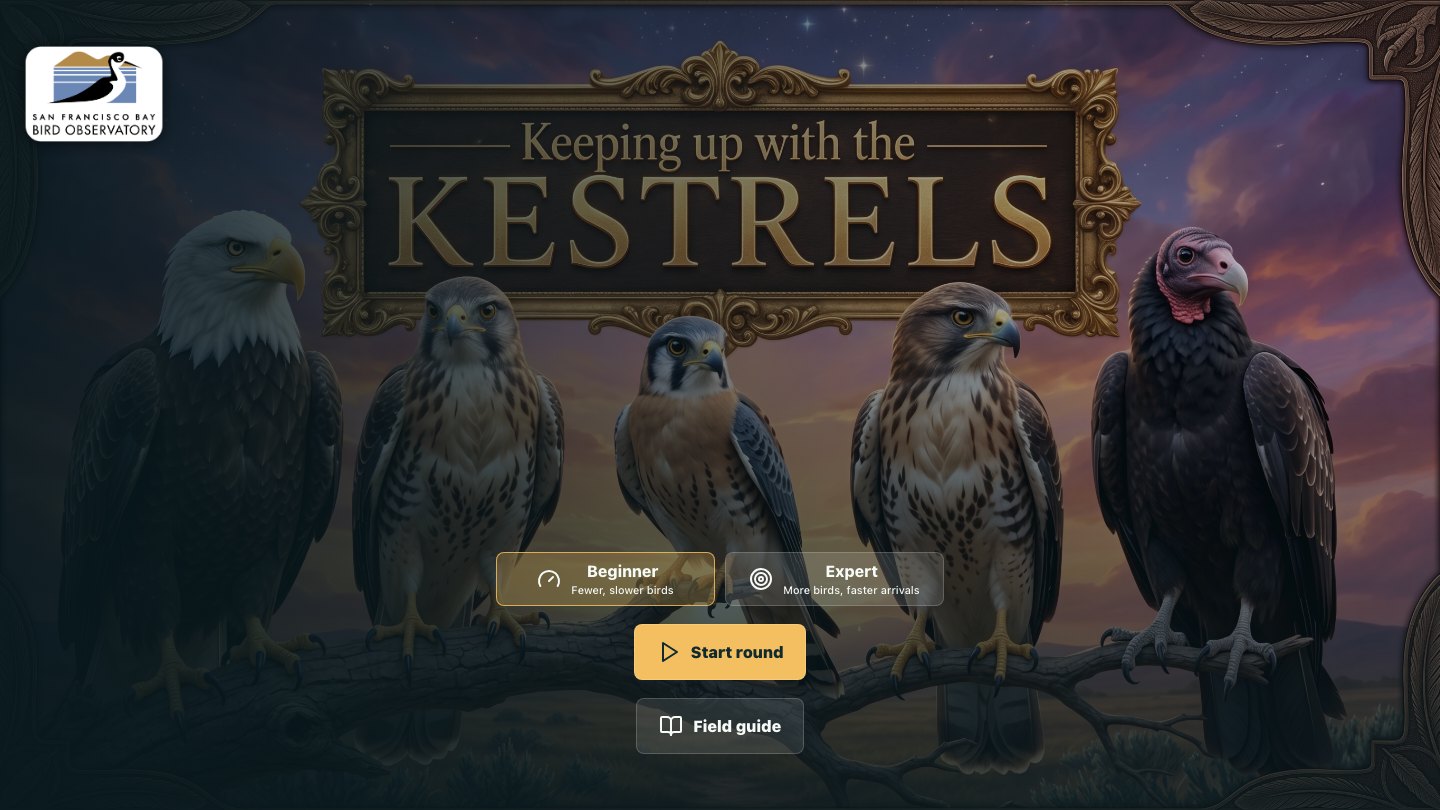 SAN FRANCISCO BAY
BIRD OBSERVATORY
Keeping up with the
KESTRELS
Beginner
Fewer, slower birds
Expert
More birds, faster arrivals
Start round
Field guide